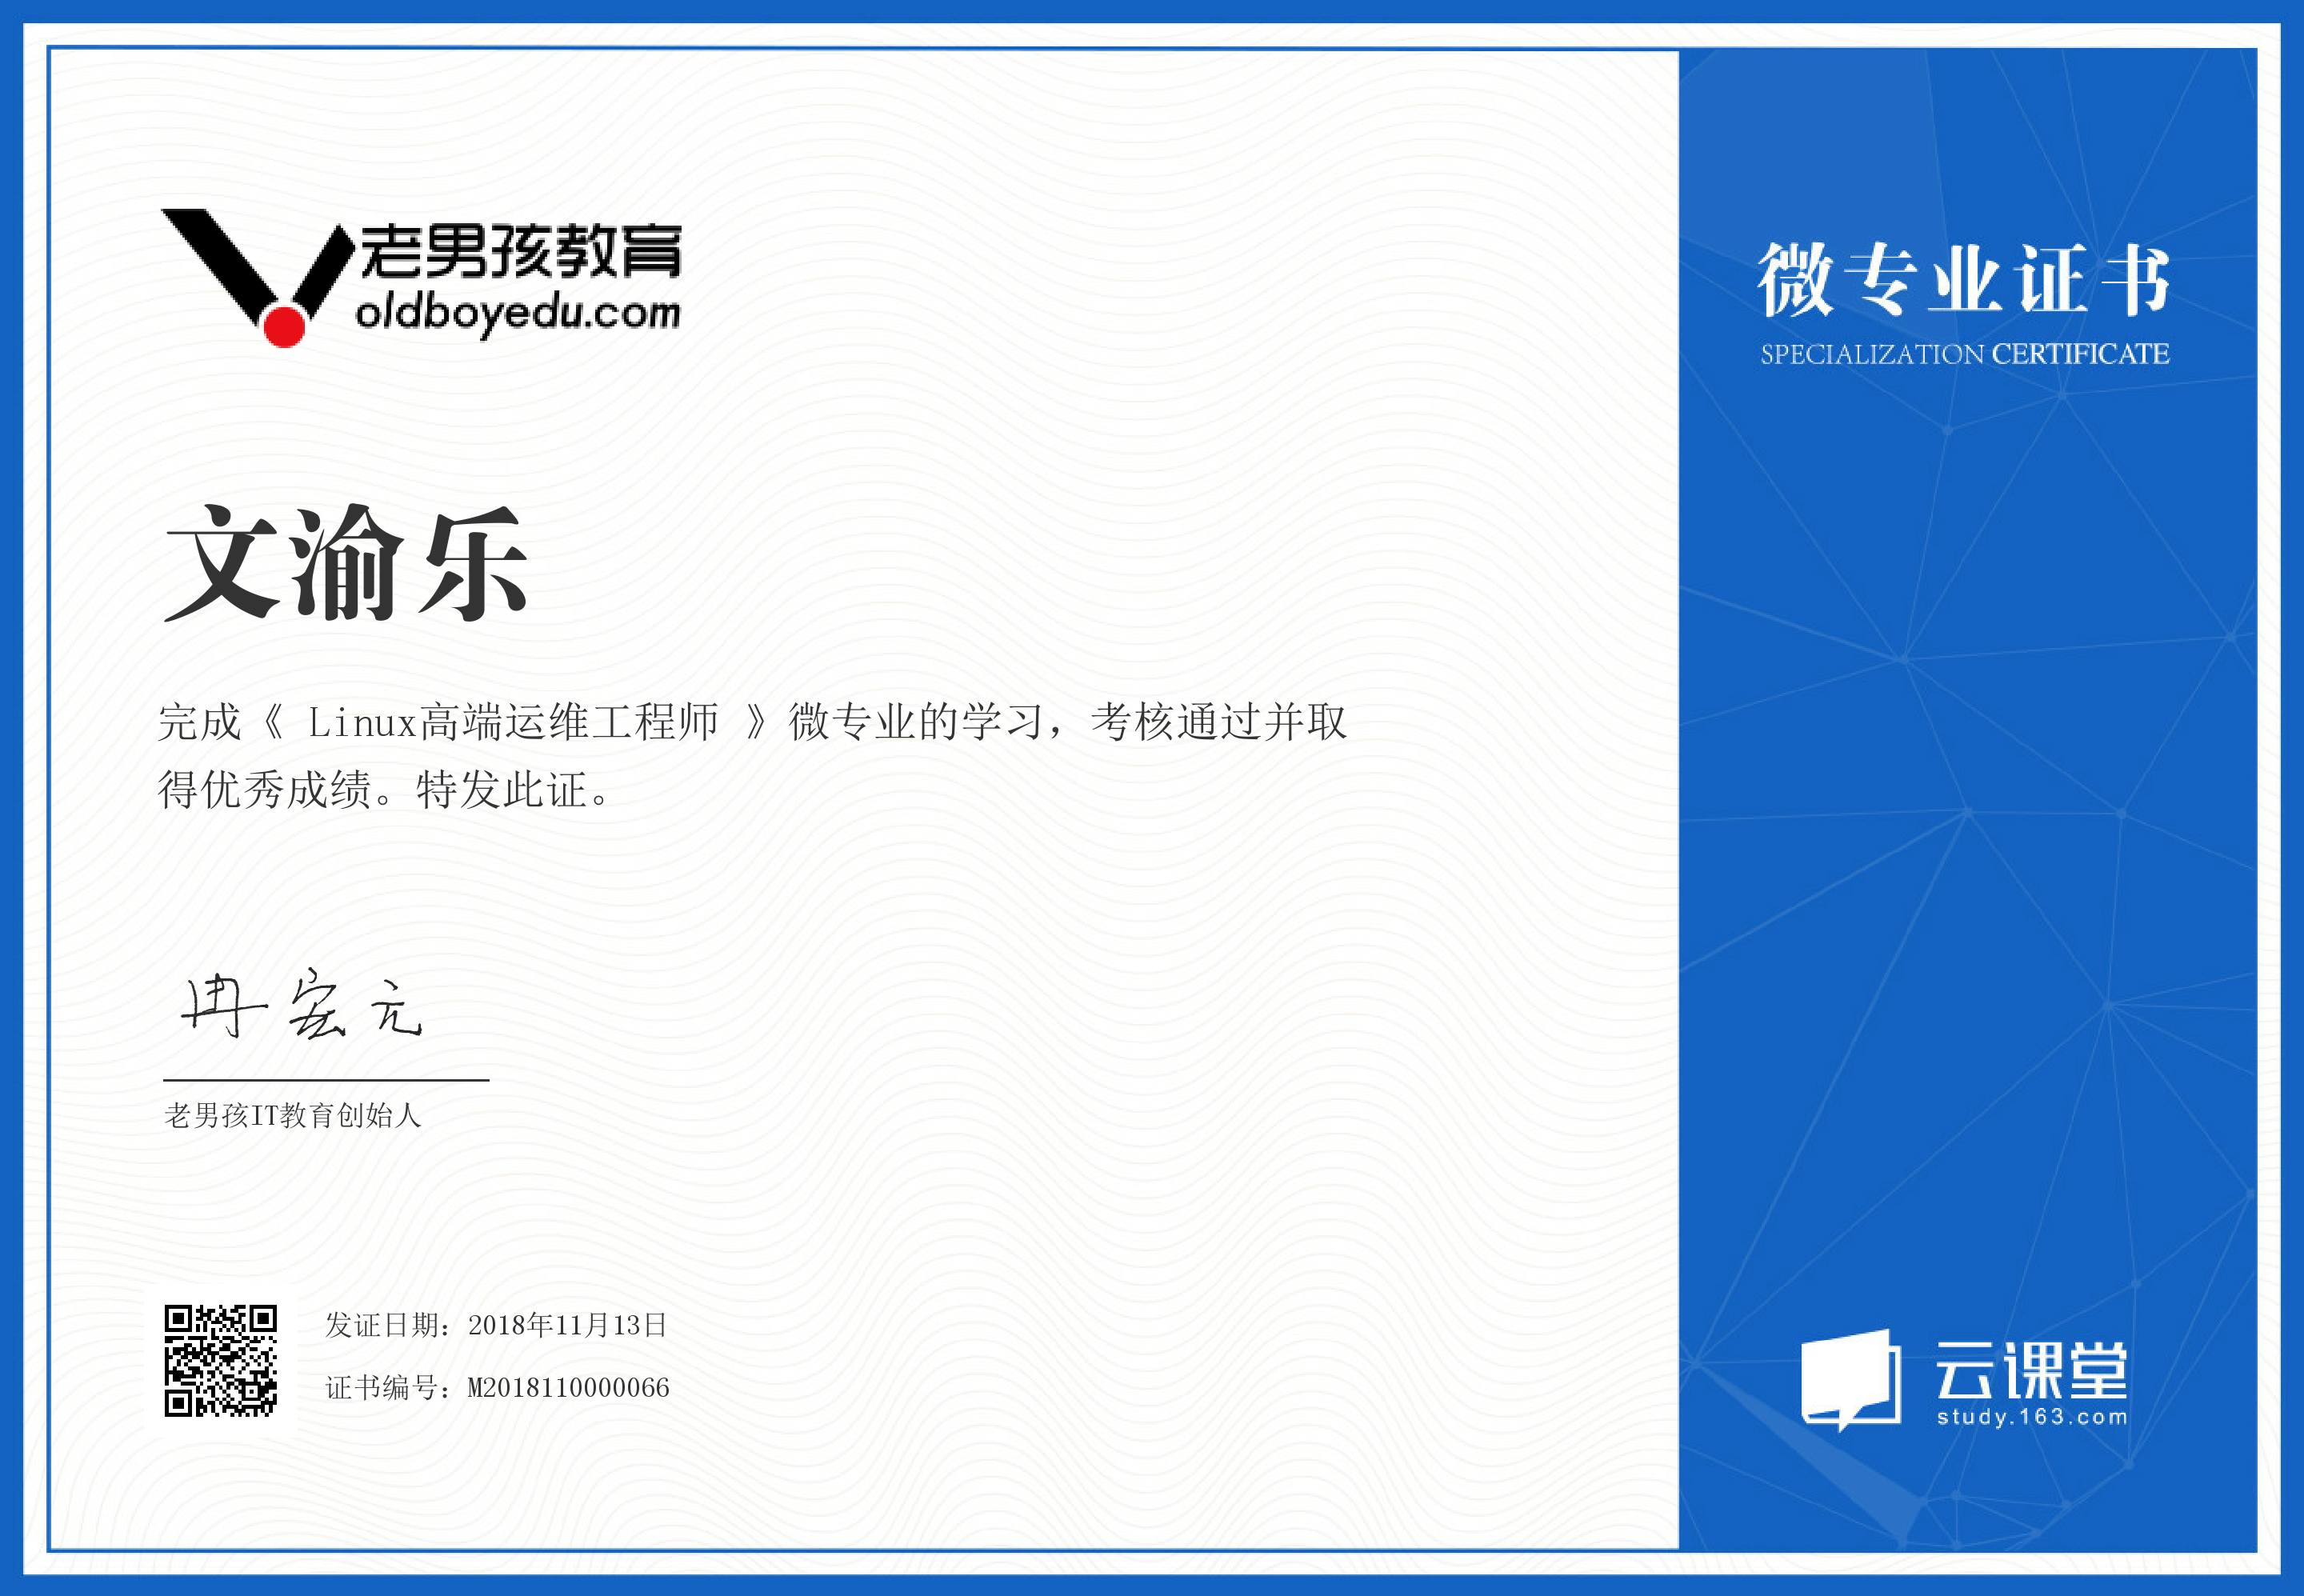 老男孩教育
oldboyedu.com
微专业证书
SPECIALIZATION CERTIFICATE
文渝乐
完成《 Linux高端运维工程师 》微专业的学习，考核通过并取
得优秀成绩。特发此证。
冉宏元
老男孩IT教育创始人
发证日期：2018年11月13日
证书编号：M2018110000066
云课堂
study.163.com